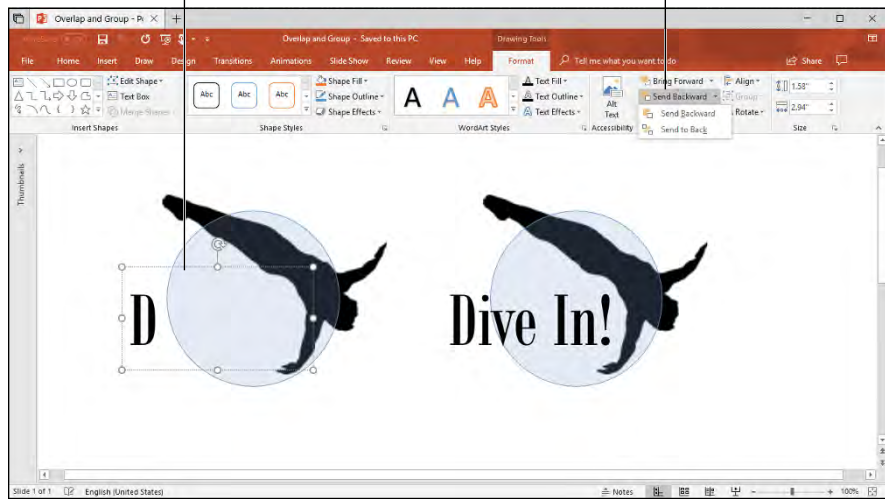 Overlap and Group - P
Overlap and Group - Saved to this PC
Drawing Tools
File Home Insert Draw Design Transitions Animations Slide Show Review View Help Format Tell me what you want to do Share
Edit Shape
Text Box
Merge Shapes
Insert Shapes
Abc Abc Abc
Shape Fill
Shape Outline
Shape Effects
Shape Styles
A A A
Text Fill
Text Outline
Text Effects
WordArt Styles
Alt
Text
Accessibility
Bring Forward
Send Backward
Send Backward
Send to Back
Align
Group
Rotate
1.58"
2.94"
Size
Thumbnails
D
Dive In!
Slide 1 of 1 English (United States) Notes 100%